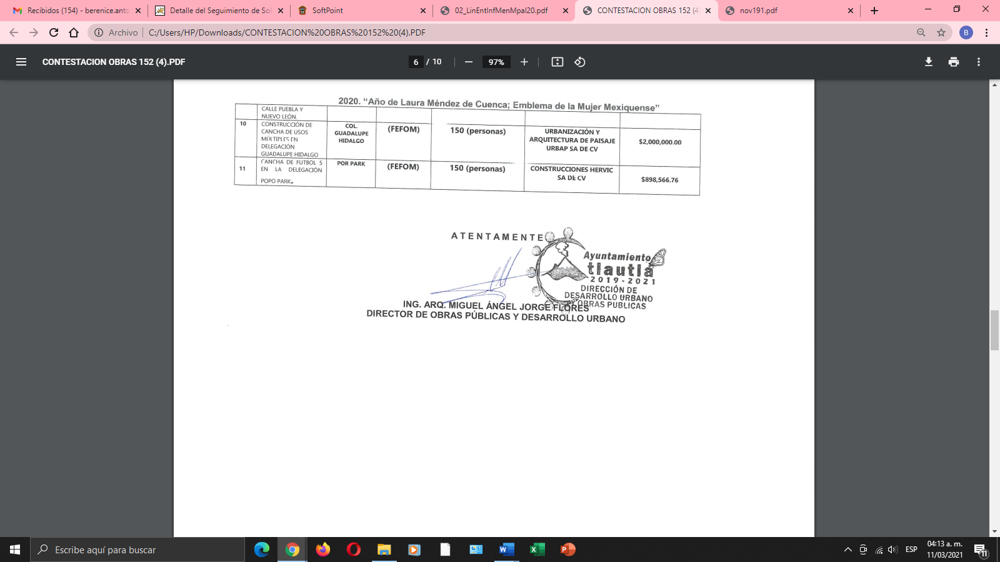 Recibidos (154) - berenice.anto
Detalle del Seguimiento de Sol
SoftPoint
02_LinEntInfMenMpal20.pdf
CONTESTACION OBRAS 152 (4)
nov191.pdf
Archivo
C:/Users/HP/Downloads/CONTESTACION%20OBRAS%20152%20(4).PDF
B
CONTESTACION OBRAS 152 (4).PDF
6 / 10
97%
2020. “Año de Laura Méndez de Cuenca; Emblema de la Mujer Mexiquense”
CALLE PUEBLA Y
NUEVO LEÓN.
10
CONSTRUCCIÓN DE
CANCHA DE USOS
MÚLTIPLES EN
DELEGACIÓN
GUADALUPE HIDALGO
COL.
GUADALUPE
HIDALGO
(FEFOM)
150 (personas)
URBANIZACIÓN Y
ARQUITECTURA DE PAISAJE
URBAP SA DE CV
$2,000,000.00
11
CANCHA DE FUTBOL 5
EN LA DELEGACIÓN
POPO PARK.
POR PARK
(FEFOM)
150 (personas)
CONSTRUCCIONES HERVIC
SA DE CV
$898,566.76
ATENTAMENTE
Ayuntamiento
tlautla
2019-2021
DIRECCIÓN DE
DESARROLLO URBANO
Y OBRAS PUBLICAS
ING. ARQ. MIGUEL ÁNGEL JORGE FLORES
DIRECTOR DE OBRAS PÚBLICAS Y DESARROLLO URBANO
Escribe aquí para buscar
ESP
04:13 a. m.
11/03/2021
11